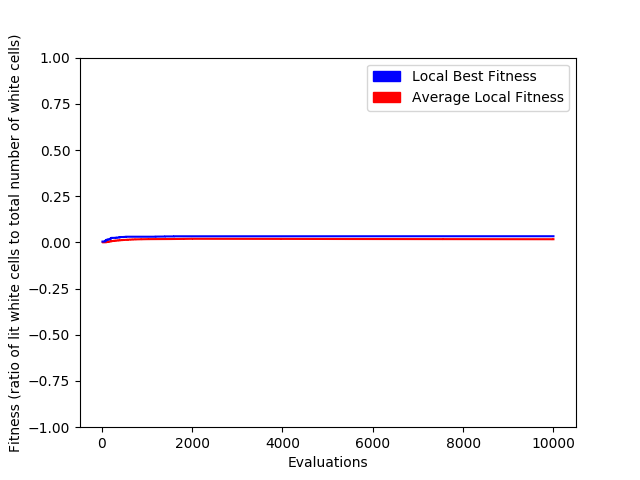 Fitness (ratio of lit white cells to total number of white cells)
1.00
0.75
0.50
0.25
0.00
−0.25
−0.50
−0.75
−1.00
Local Best Fitness
Average Local Fitness
0 2000 4000 6000 8000 10000
Evaluations